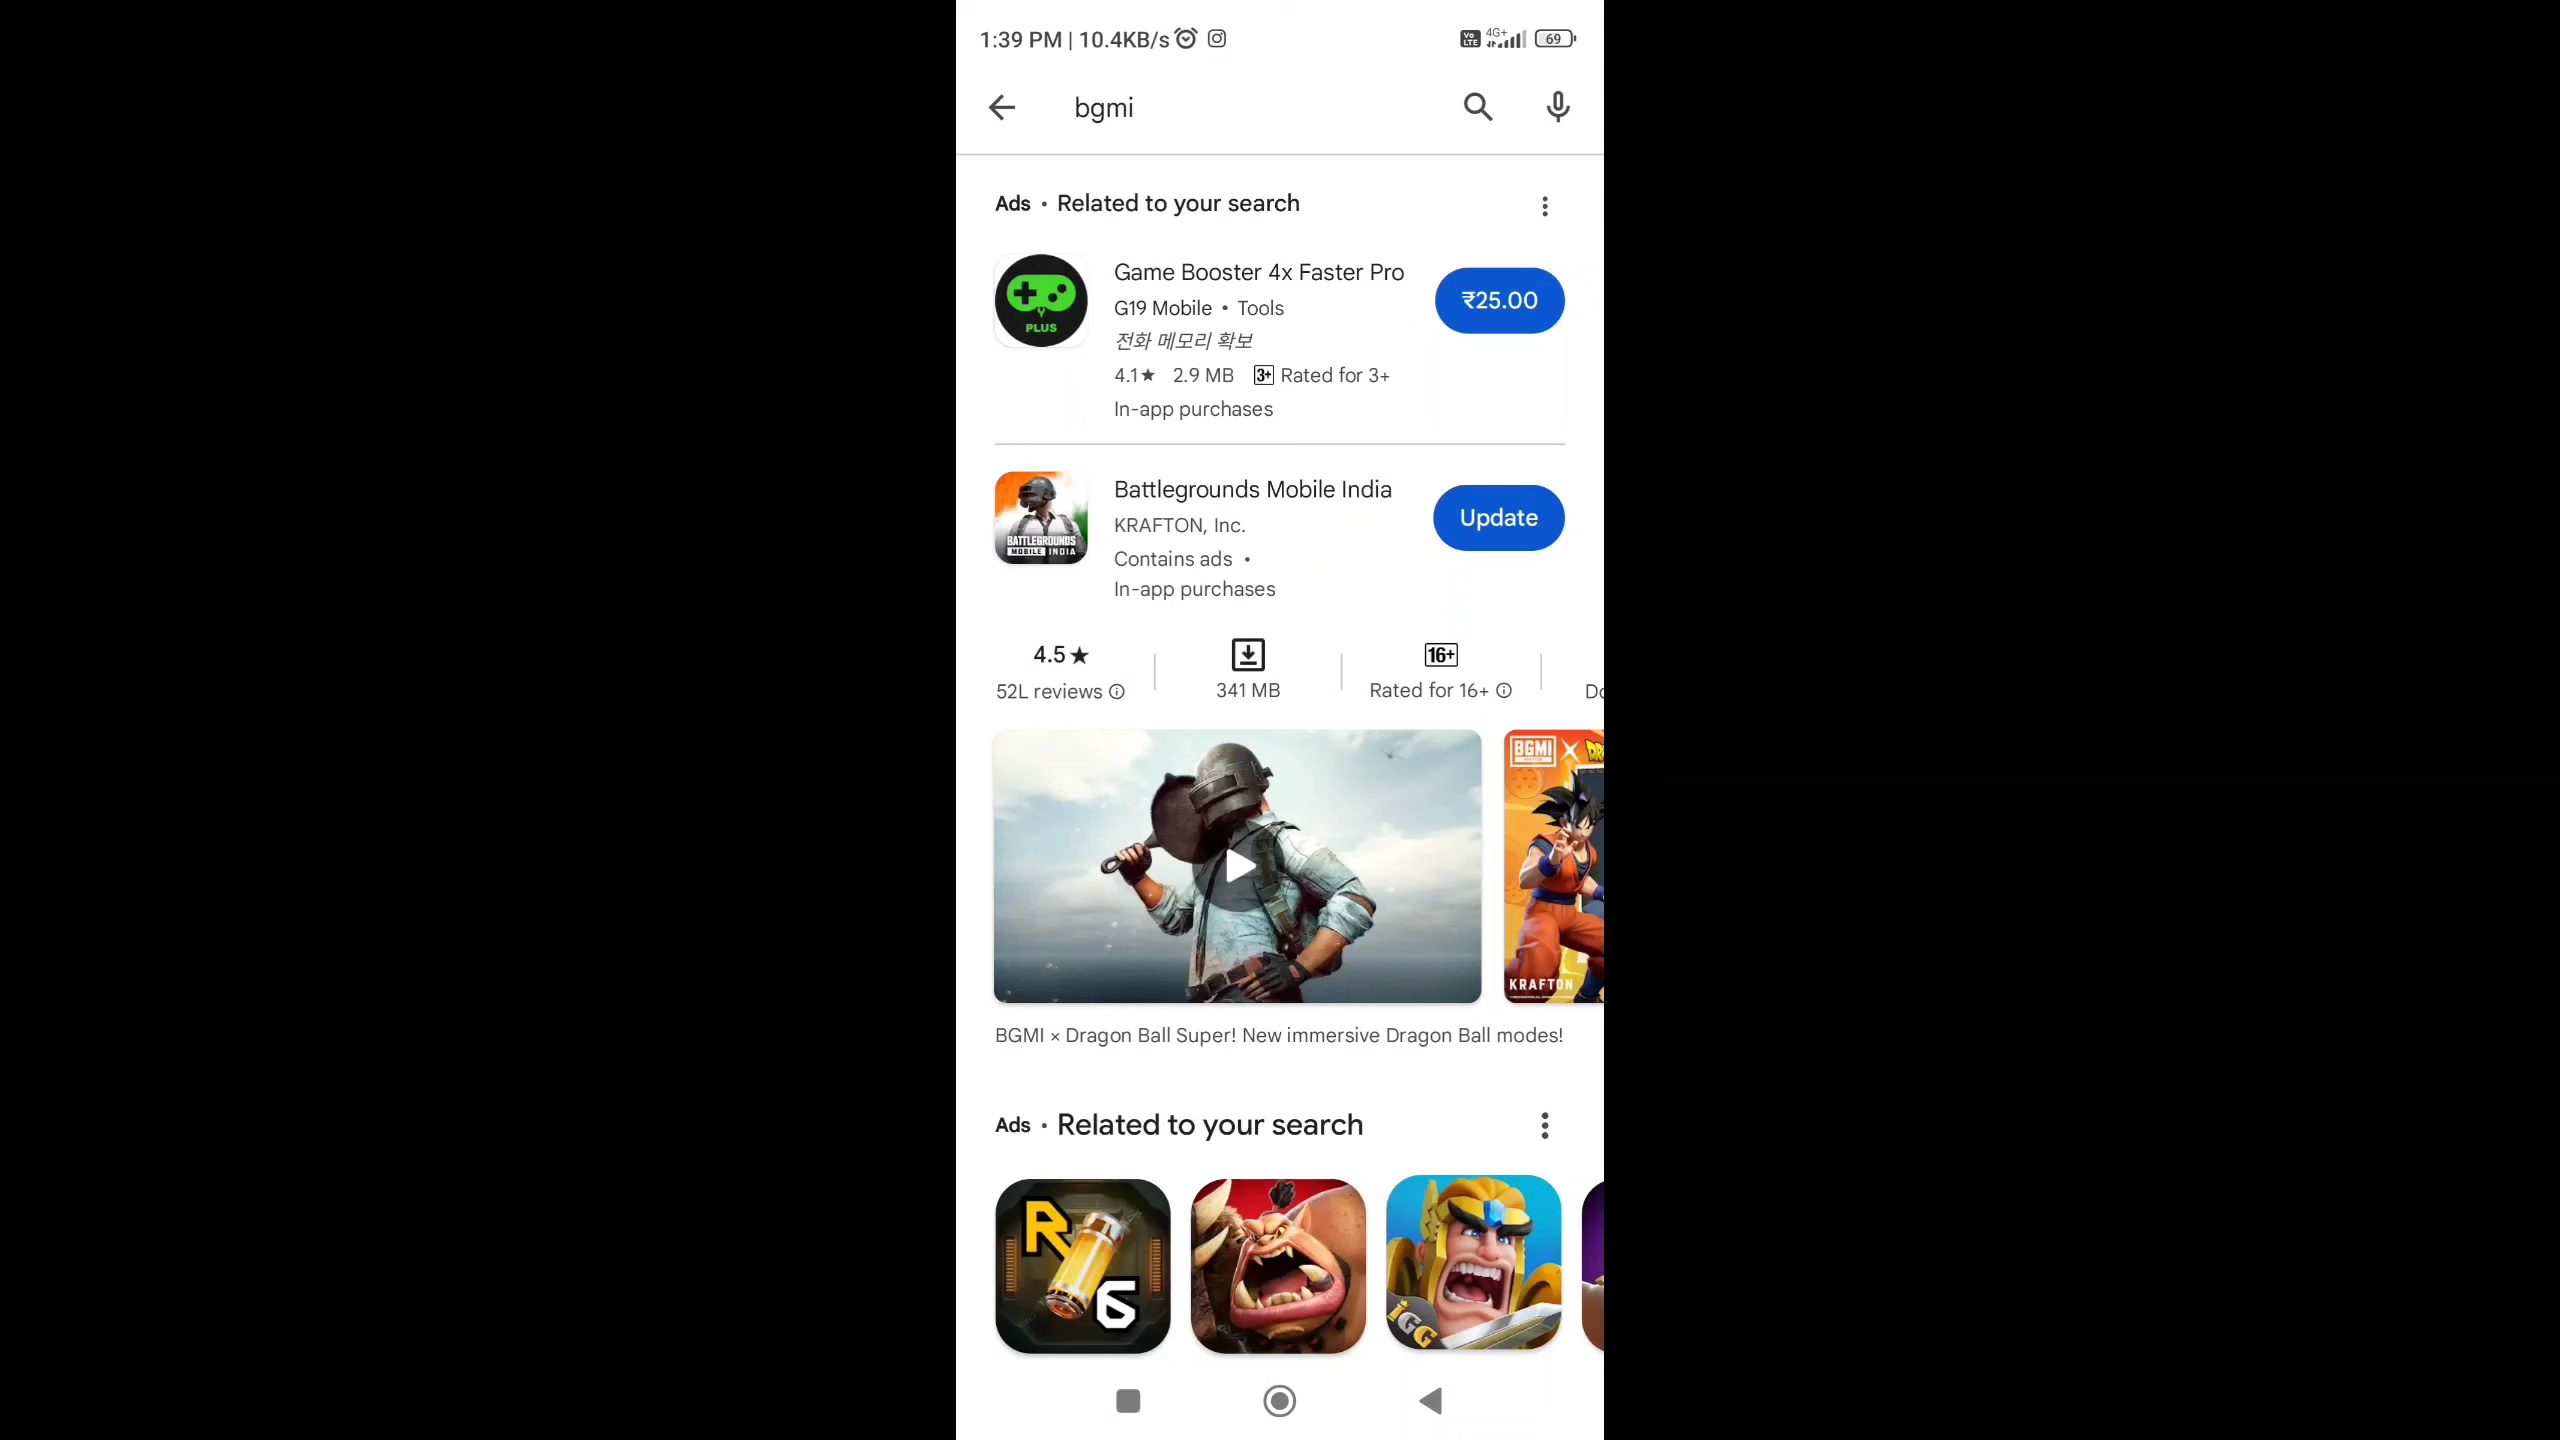 1:39 PM | 10.4KB/s
Vo LTE 4G+ 69
bgmi
Ads • Related to your search
Game Booster 4x Faster Pro
G19 Mobile • Tools
전화 메모리 확보
4.1★ 2.9 MB 3+ Rated for 3+
In-app purchases
₹25.00
PLUS
Battlegrounds Mobile India
KRAFTON, Inc.
Contains ads •
In-app purchases
Update
BATTLEGROUNDS
MOBILE INDIA
4.5★
52L reviews
341 MB
16+
Rated for 16+
BGMI X
KRAFTON
BGMI × Dragon Ball Super! New immersive Dragon Ball modes!
Ads • Related to your search
R
6
IGG